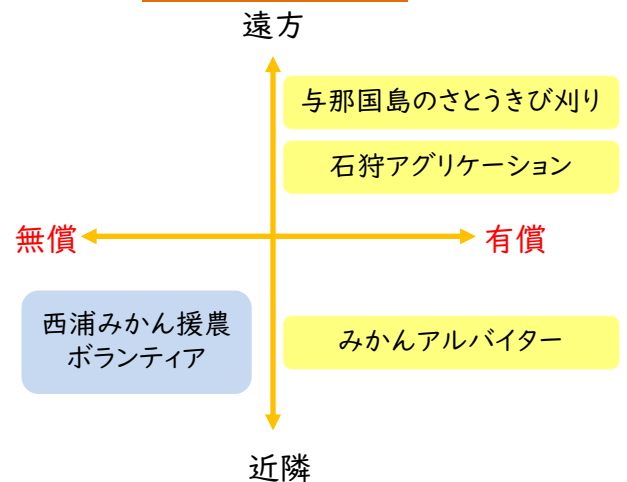 遠方
与那国島のさとうきび刈り
石狩アグリケーション
無償
有償
西浦みかん援農
ボランティア
みかんアルバイター
近隣